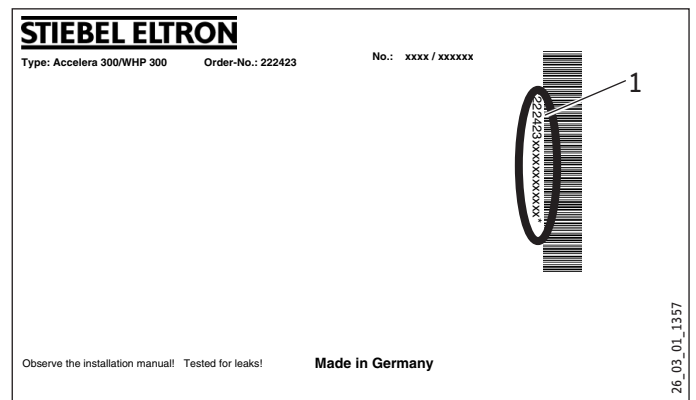 STIEBEL ELTRON
Type: Accelera 300/WHP 300 Order-No.: 222423 No.: xxxx / xxxxxx
1
222423xxxxxxxxxxxx*
Observe the installation manual! Tested for leaks! Made in Germany
26_03_01_1357